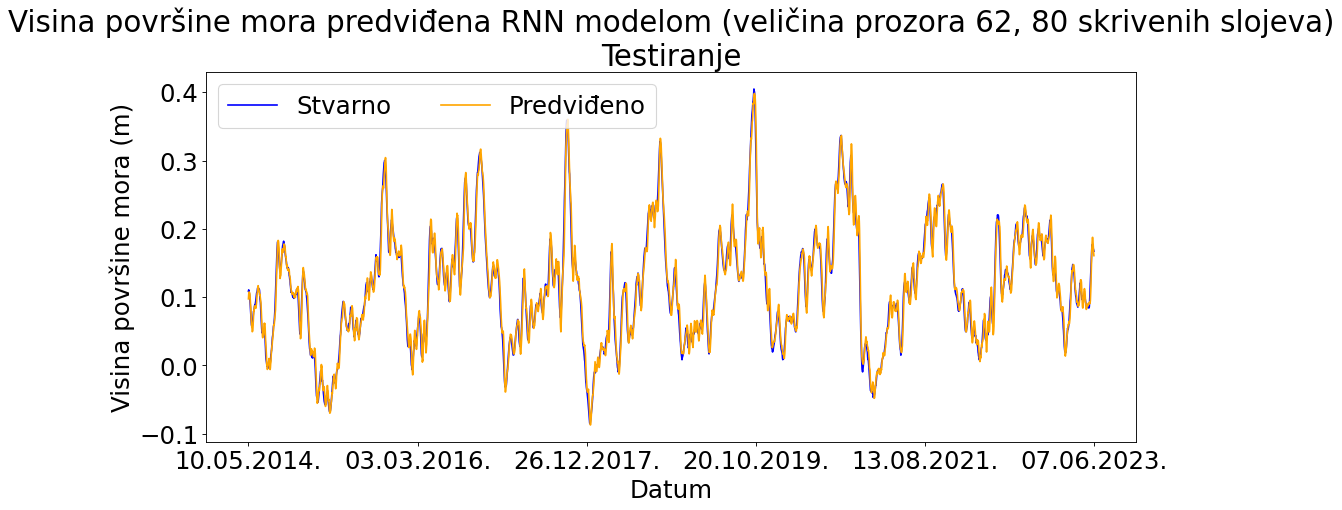 Visina površine mora predviđena RNN modelom (veličina prozora 62, 80 skrivenih slojeva)
Testiranje
Stvarno Predviđeno
Visina površine mora (m)
0.4
0.3
0.2
0.1
0.0
−0.1
10.05.2014. 03.03.2016. 26.12.2017. 20.10.2019. 13.08.2021. 07.06.2023.
Datum